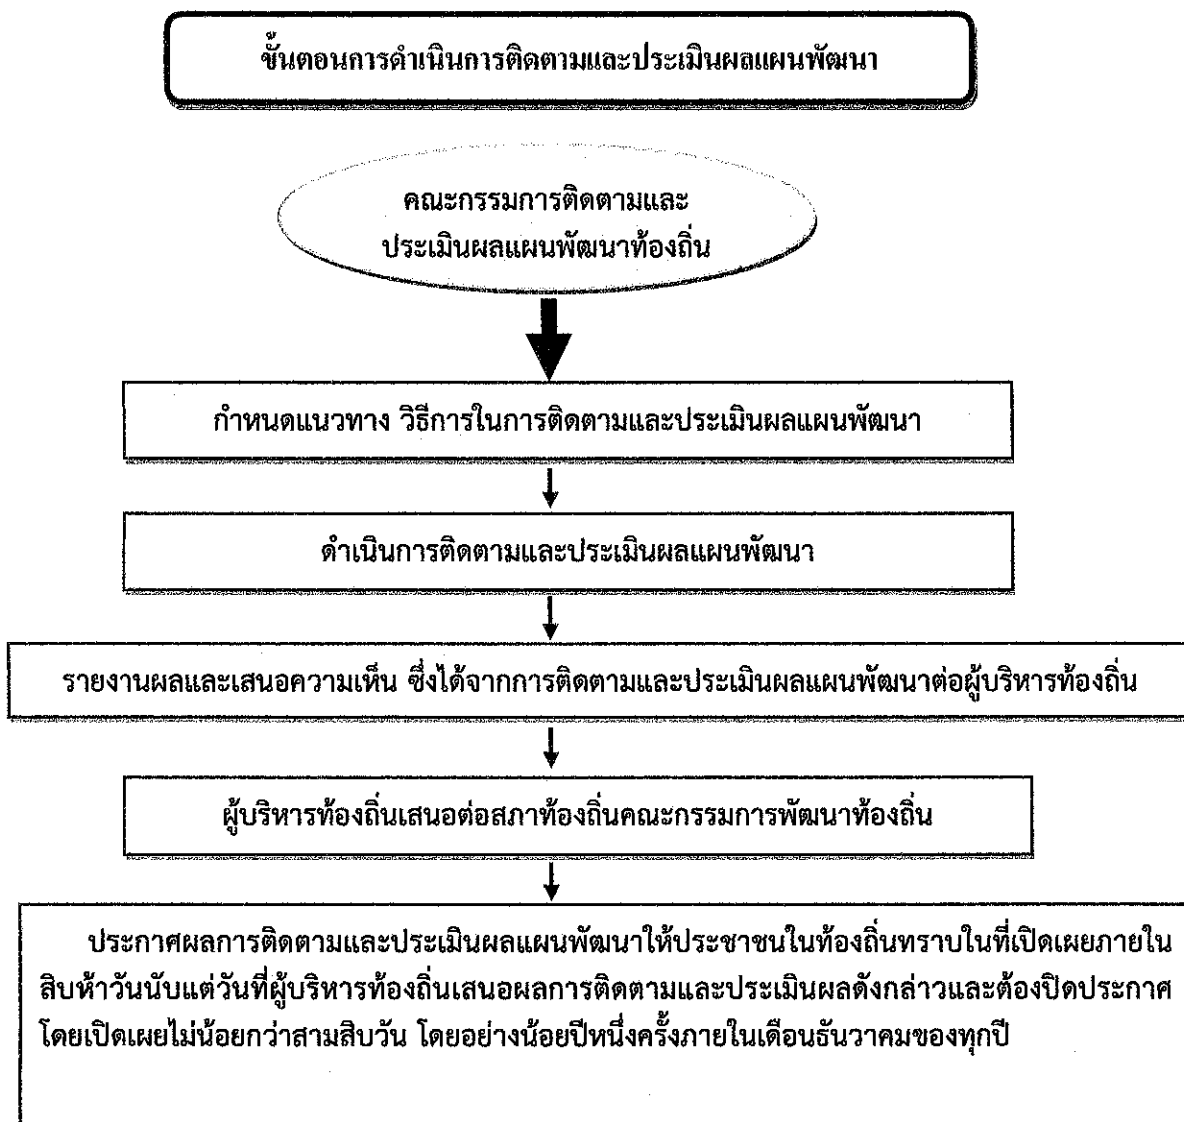 ขั้นตอนการดำเนินการติดตามและประเมินผลแผนพัฒนา
คณะกรรมการติดตามและ
ประเมินผลแผนพัฒนาท้องถิ่น
กำหนดแนวทาง วิธีการในการติดตามและประเมินผลแผนพัฒนา
ดำเนินการติดตามและประเมินผลแผนพัฒนา
รายงานผลและเสนอความเห็น ซึ่งได้จากการติดตามและประเมินผลแผนพัฒนาต่อผู้บริหารท้องถิ่น
ผู้บริหารท้องถิ่นเสนอต่อสภาท้องถิ่นคณะกรรมการพัฒนาท้องถิ่น
ประกาศผลการติดตามและประเมินผลแผนพัฒนาให้ประชาชนในท้องถิ่นทราบในที่เปิดเผยภายใน
สิบห้าวันนับแต่วันที่ผู้บริหารท้องถิ่นเสนอผลการติดตามและประเมินผลดังกล่าวและต้องปิดประกาศ
โดยเปิดเผยไม่น้อยกว่าสามสิบวัน โดยอย่างน้อยปีหนึ่งครั้งภายในเดือนธันวาคมของทุกปี